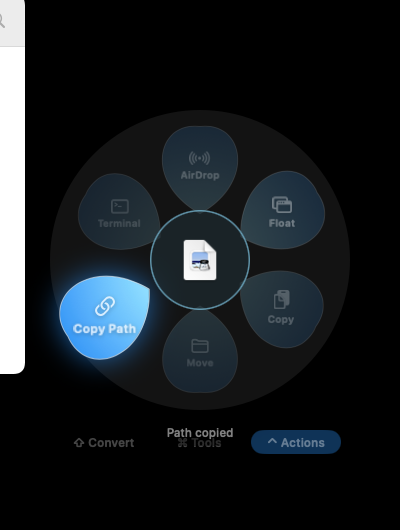 AirDrop
Terminal
Float
Copy Path
Copy
Move
Path copied
⇧ Convert
⌘ Tools
⌃ Actions